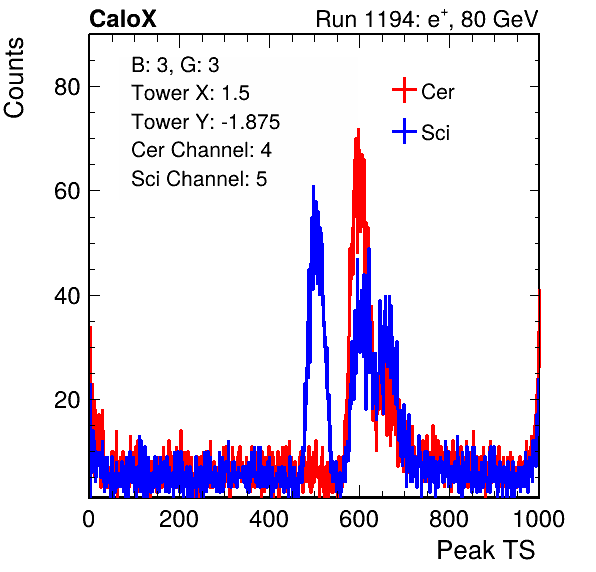 CaloX Run 1194: e⁺, 80 GeV
Counts
B: 3, G: 3
Tower X: 1.5
Tower Y: -1.875
Cer Channel: 4
Sci Channel: 5
Cer
Sci
80
60
40
20
0 200 400 600 800 1000
Peak TS